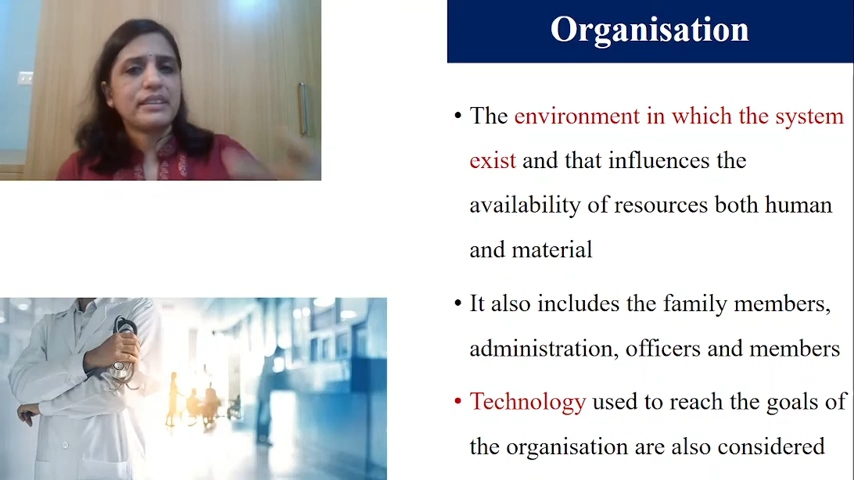 Organisation
• The environment in which the system
exist and that influences the
availability of resources both human
and material
• It also includes the family members,
administration, officers and members
• Technology used to reach the goals of
the organisation are also considered